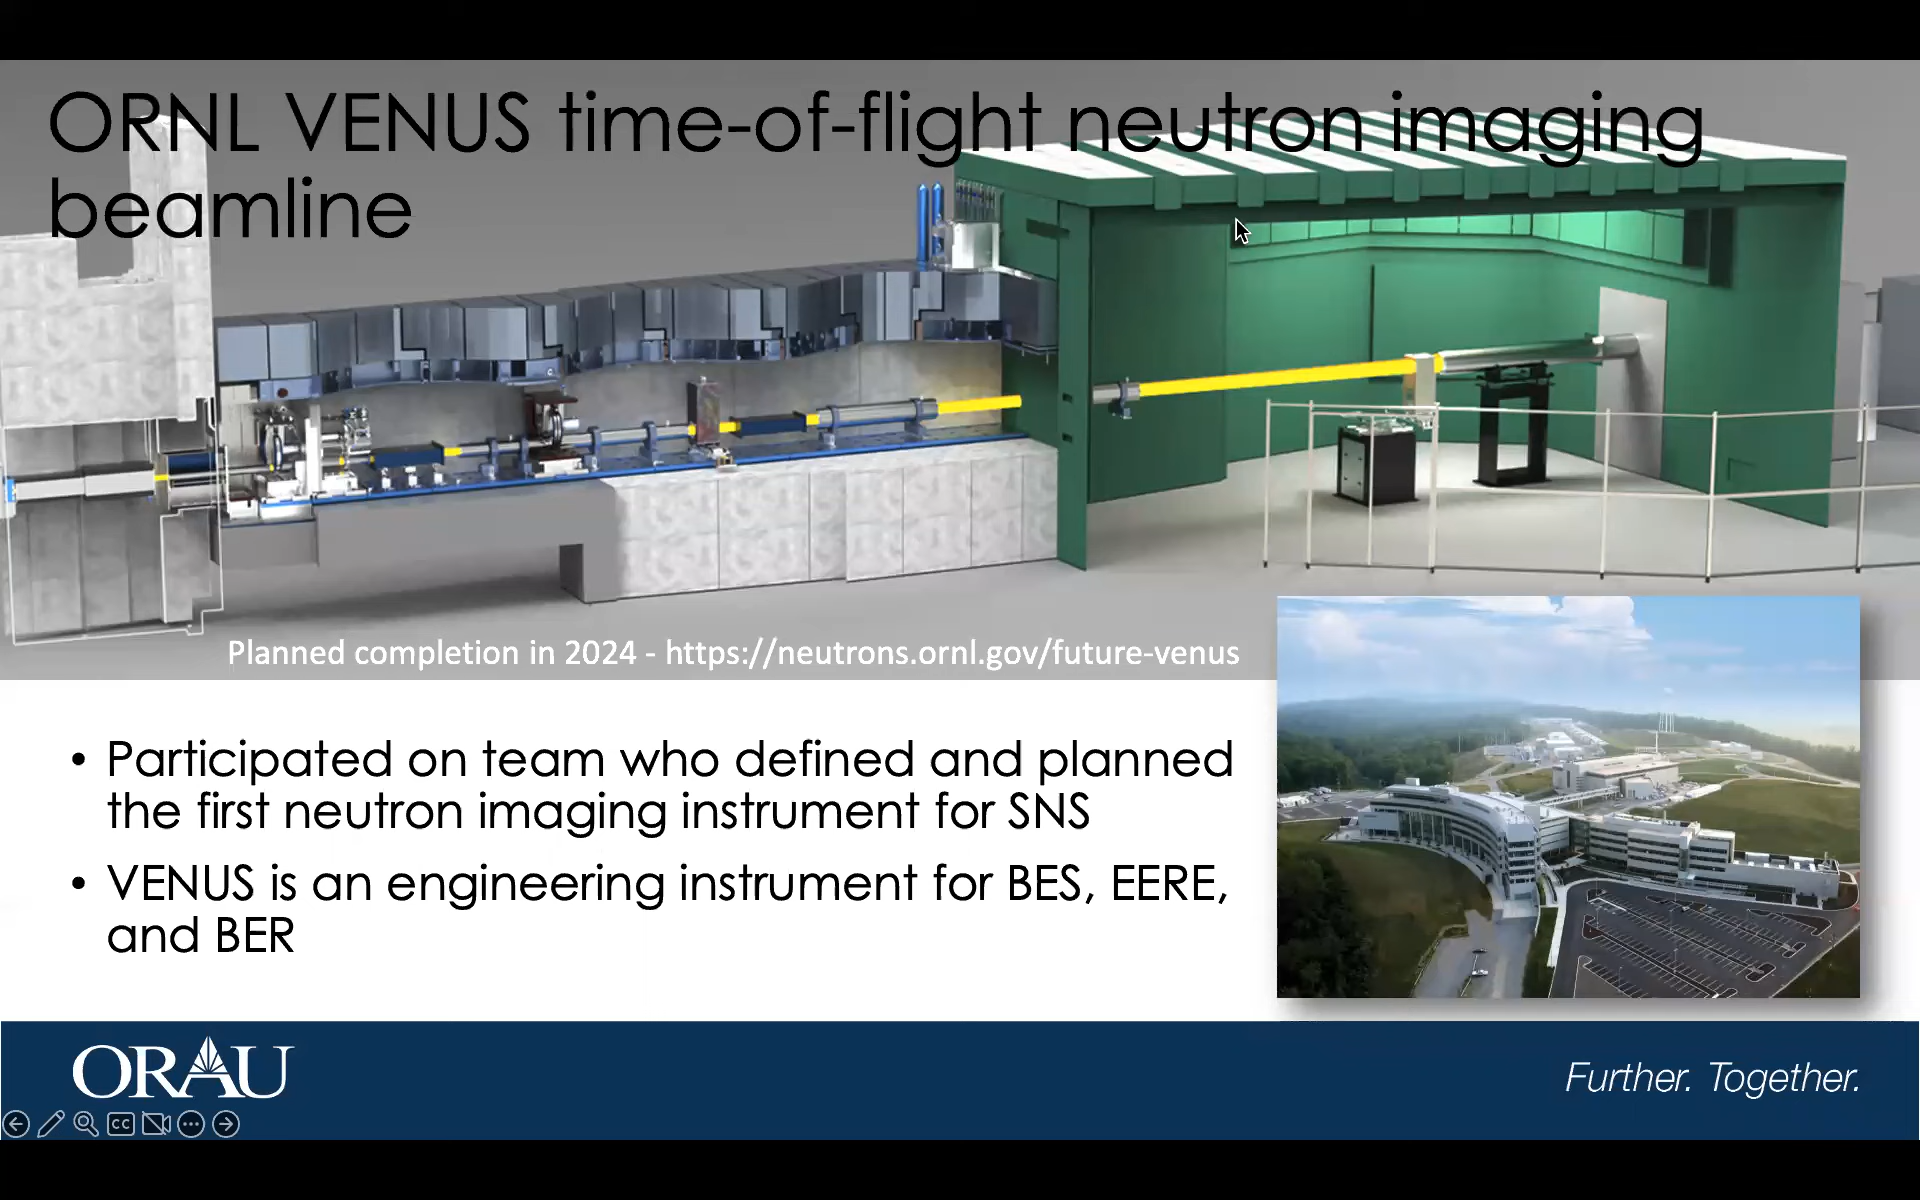 ORNL VENUS time-of-flight neutron imaging
beamline
Planned completion in 2024 - https://neutrons.ornl.gov/future-venus
• Participated on team who defined and planned
the first neutron imaging instrument for SNS
• VENUS is an engineering instrument for BES, EERE,
and BER
ORAU
Further. Together.
CC